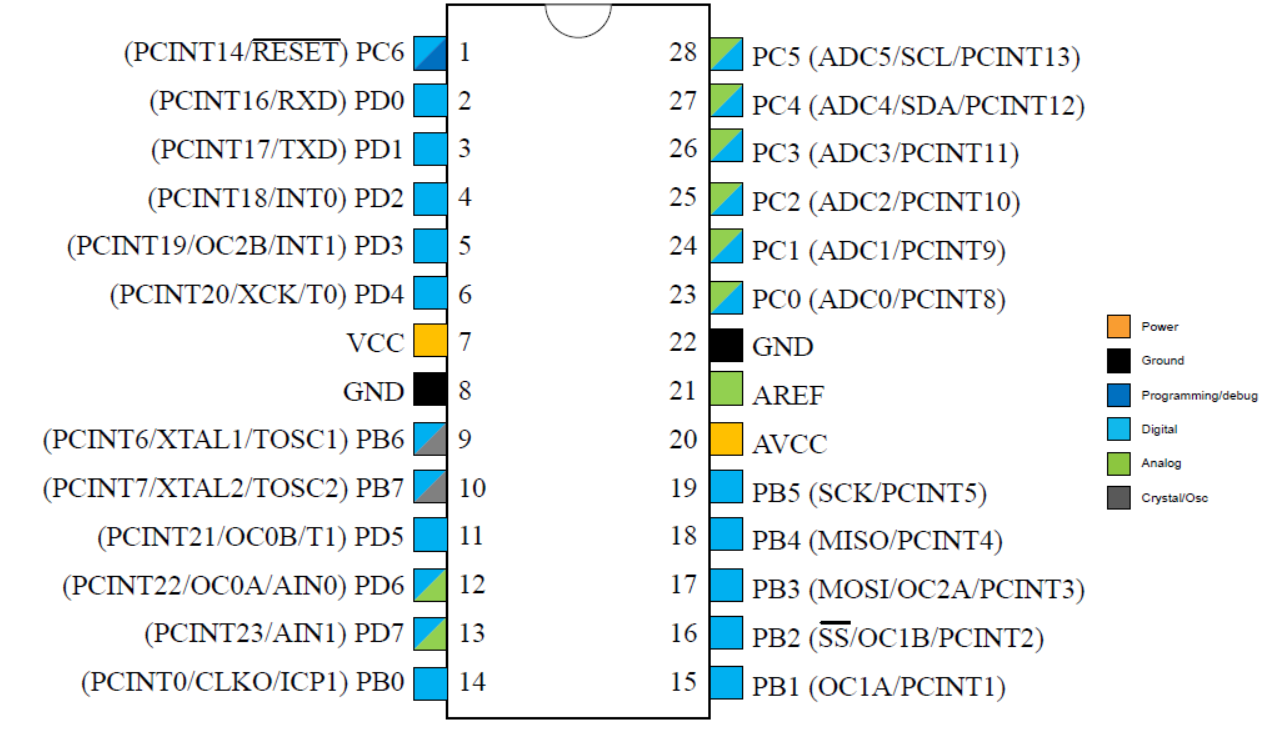 (PCINT14/RESET) PC6 1
(PCINT16/RXD) PD0 2
(PCINT17/TXD) PD1 3
(PCINT18/INT0) PD2 4
(PCINT19/OC2B/INT1) PD3 5
(PCINT20/XCK/T0) PD4 6
VCC 7
GND 8
(PCINT6/XTAL1/TOSC1) PB6 9
(PCINT7/XTAL2/TOSC2) PB7 10
(PCINT21/OC0B/T1) PD5 11
(PCINT22/OC0A/AIN0) PD6 12
(PCINT23/AIN1) PD7 13
(PCINT0/CLKO/ICP1) PB0 14
28 PC5 (ADC5/SCL/PCINT13)
27 PC4 (ADC4/SDA/PCINT12)
26 PC3 (ADC3/PCINT11)
25 PC2 (ADC2/PCINT10)
24 PC1 (ADC1/PCINT9)
23 PC0 (ADC0/PCINT8)
22 GND
21 AREF
20 AVCC
19 PB5 (SCK/PCINT5)
18 PB4 (MISO/PCINT4)
17 PB3 (MOSI/OC2A/PCINT3)
16 PB2 (SS/OC1B/PCINT2)
15 PB1 (OC1A/PCINT1)
Power
Ground
Programming/debug
Digital
Analog
Crystal/Osc